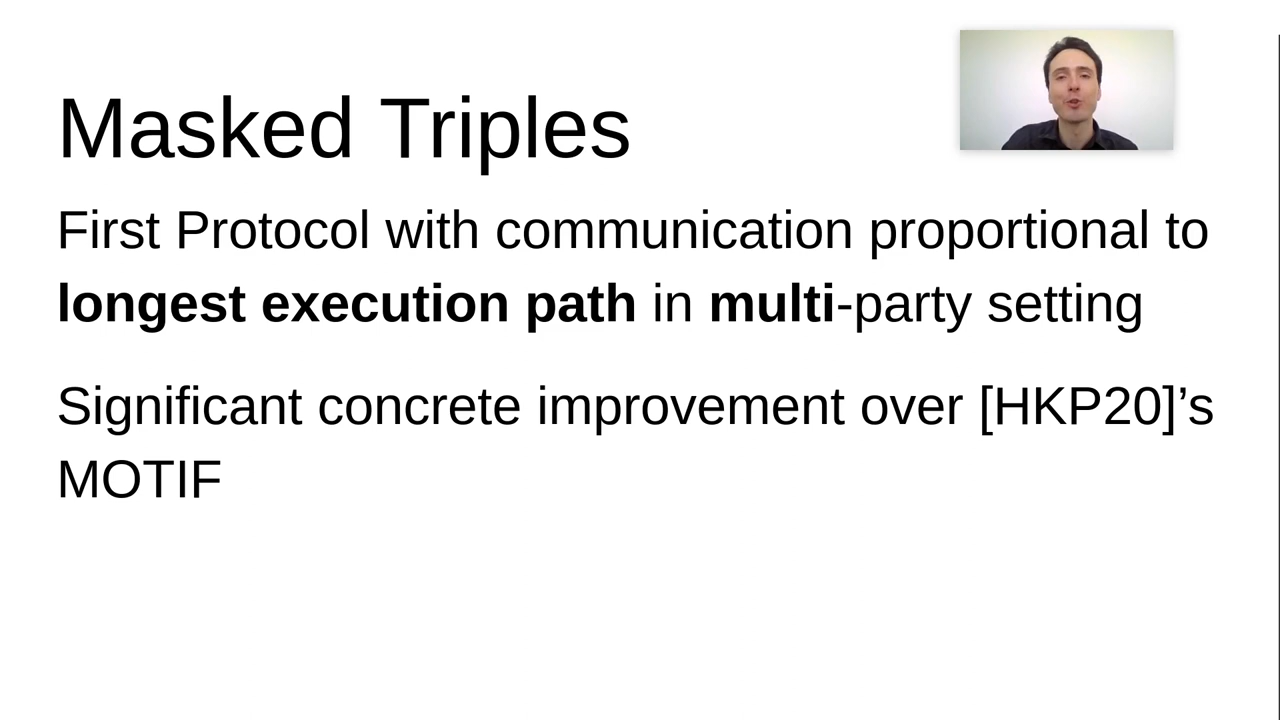 Masked Triples
First Protocol with communication proportional to
longest execution path in multi-party setting
Significant concrete improvement over [HKP20]’s
MOTIF